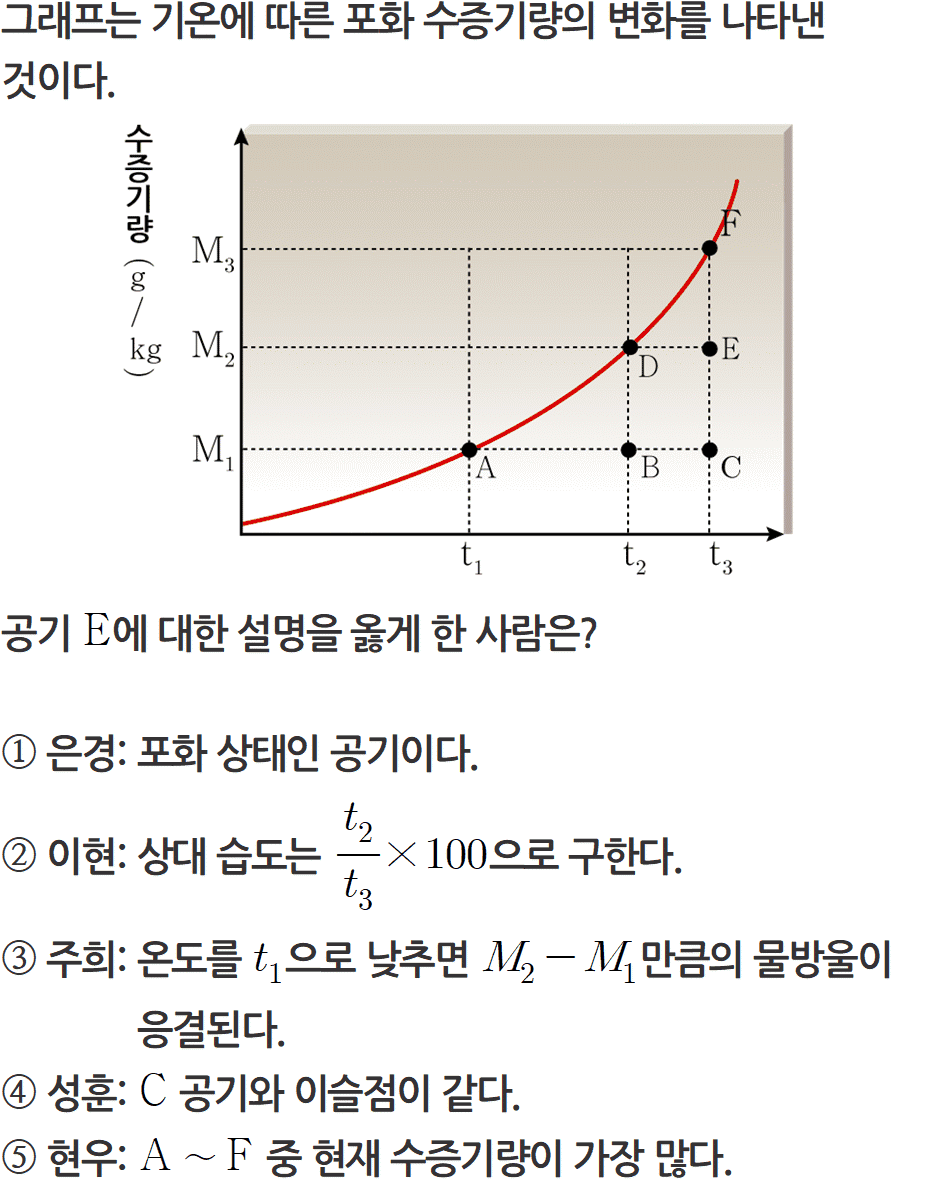 그래프는 기온에 따른 포화 수증기량의 변화를 나타낸
것이다.
수증기량 (g/kg)
M₃
F
M₂
D
E
M₁
A
B
C
t₁
t₂
t₃
공기 E에 대한 설명을 옳게 한 사람은?
① 은경: 포화 상태인 공기이다.
② 이현: 상대 습도는 t₂/t₃×100으로 구한다.
③ 주희: 온도를 t₁으로 낮추면 M₂－M₁만큼의 물방울이
응결된다.
④ 성훈: C 공기와 이슬점이 같다.
⑤ 현우: A ~ F 중 현재 수증기량이 가장 많다.